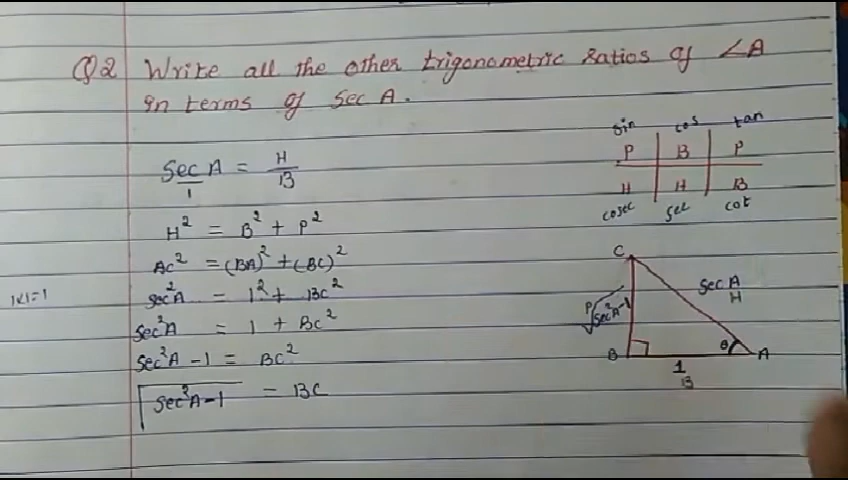 Q2 Write all the other trigonometric Ratios of ∠A
in terms of Sec A.
sin cos tan
P B P
H H B
cosec sec cot
Sec A / 1 = H / B
H² = B² + P²
AC² = (BA)² + (BC)²
sec²A = 1² + BC²
1×1=1
sec²A = 1 + BC²
sec²A - 1 = BC²
√sec²A-1 = BC
C
Sec A
H
P
√sec²A-1
B
θ
A
1
B